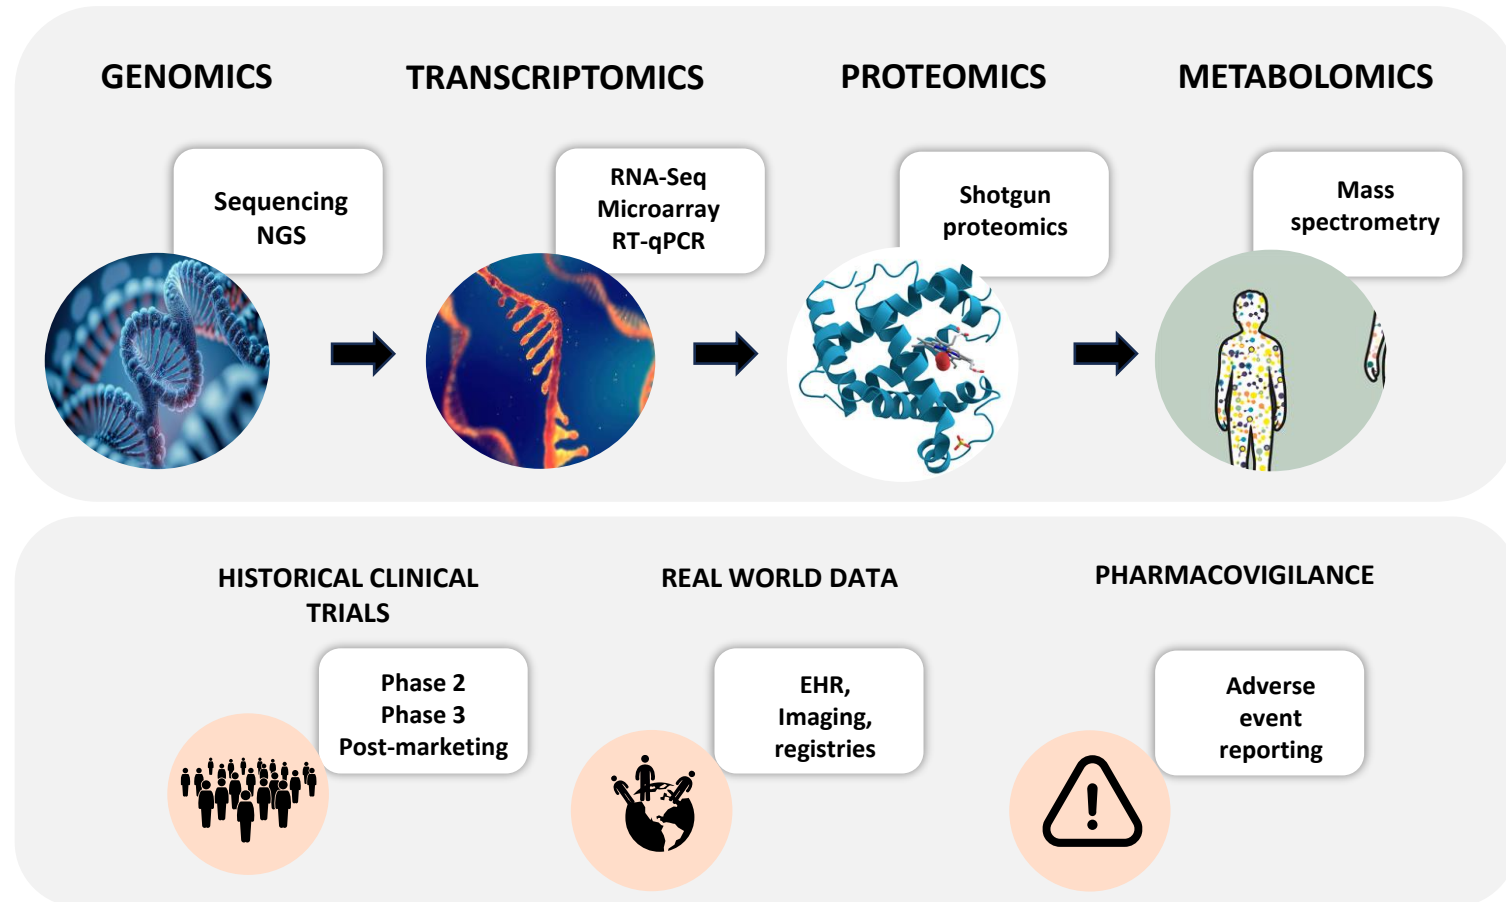 GENOMICS
TRANSCRIPTOMICS
PROTEOMICS
METABOLOMICS
Sequencing
NGS
RNA-Seq
Microarray
RT-qPCR
Shotgun
proteomics
Mass
spectrometry
HISTORICAL CLINICAL
TRIALS
REAL WORLD DATA
PHARMACOVIGILANCE
Phase 2
Phase 3
Post-marketing
EHR,
Imaging,
registries
Adverse
event
reporting